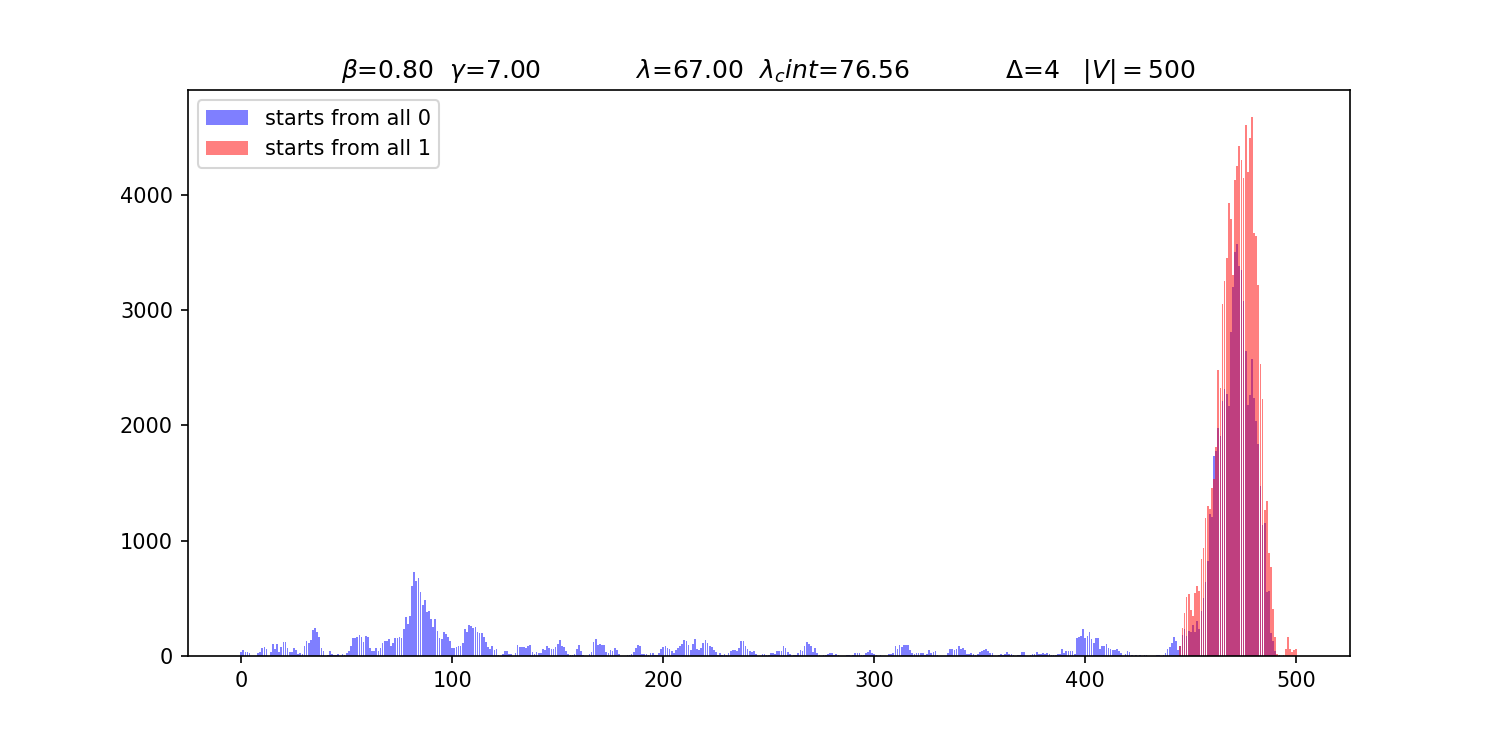 β=0.80 γ=7.00 λ=67.00 λ_cint=76.56 Δ=4 |V| = 500
starts from all 0
starts from all 1
4000
3000
2000
1000
0
0 100 200 300 400 500